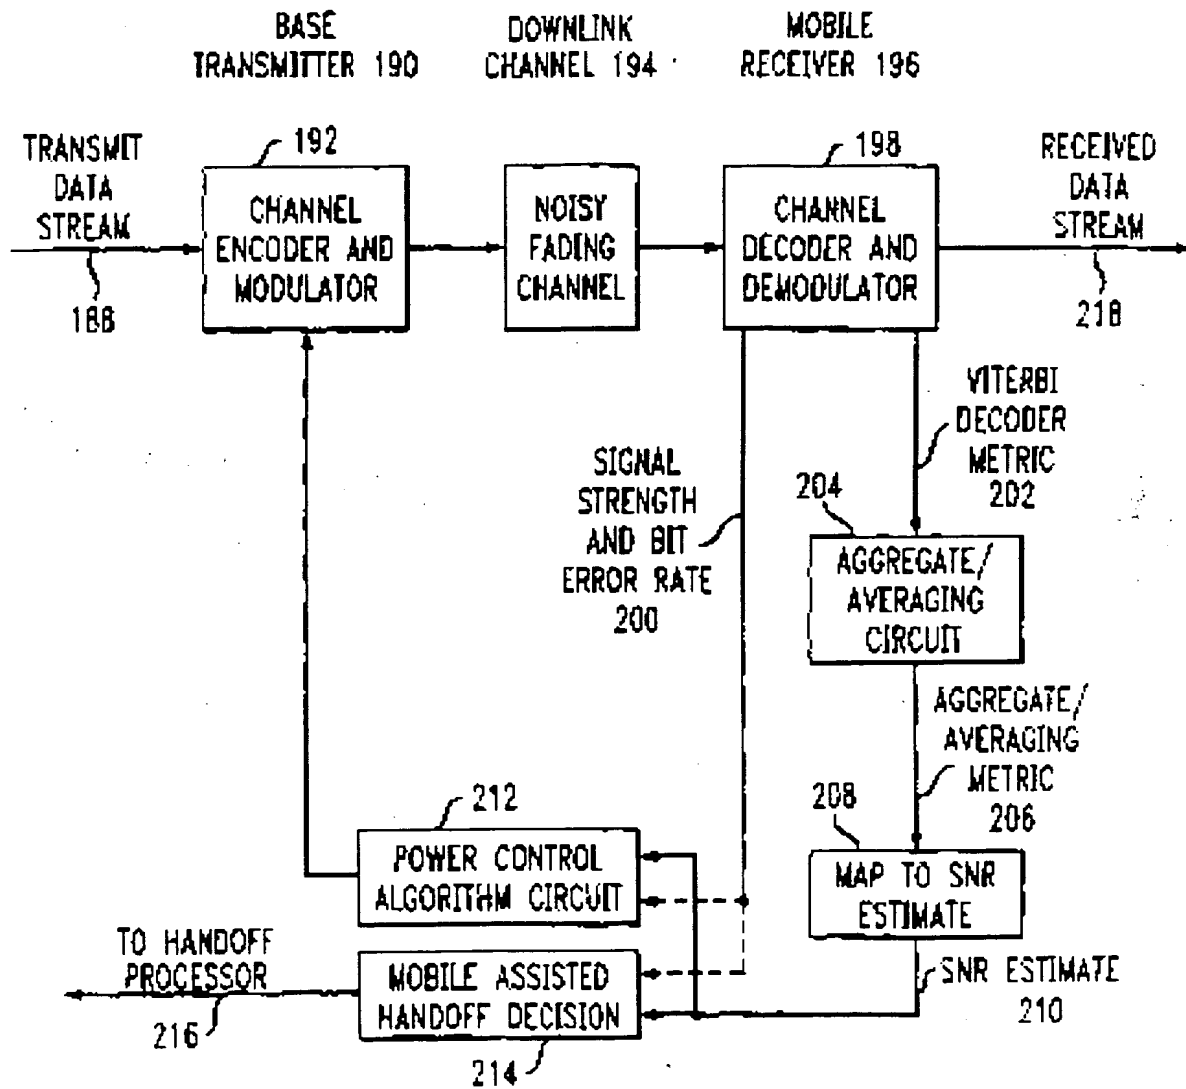 BASE
TRANSMITTER 190
DOWNLINK
CHANNEL 194
MOBILE
RECEIVER 196
TRANSMIT
DATA
STREAM
188
192
CHANNEL
ENCODER AND
MODULATOR
NOISY
FADING
CHANNEL
198
CHANNEL
DECODER AND
DEMODULATOR
RECEIVED
DATA
STREAM
218
VITERBI
DECODER
METRIC
202
SIGNAL
STRENGTH
AND BIT
ERROR RATE
200
204
AGGREGATE/
AVERAGING
CIRCUIT
AGGREGATE/
AVERAGING
METRIC
206
208
MAP TO SNR
ESTIMATE
212
POWER CONTROL
ALGORITHM CIRCUIT
TO HANDOFF
PROCESSOR
216
MOBILE ASSISTED
HANDOFF DECISION
214
SNR ESTIMATE
210